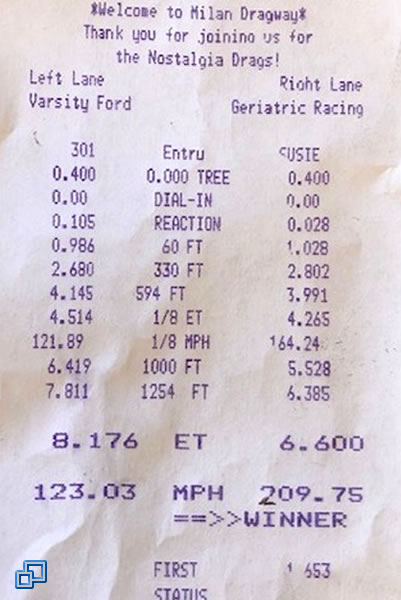 *Welcome to Milan Dragway*
Thank you for joining us for
the Nostalgia Drags!
Left Lane Right Lane
Varsity Ford Geriatric Racing
301 Entry SUSIE
0.400 0.000 TREE 0.400
0.00 DIAL-IN 0.00
0.105 REACTION 0.028
0.986 60 FT 1.028
2.680 330 FT 2.802
4.145 594 FT 3.991
4.514 1/8 ET 4.265
121.89 1/8 MPH 164.24
6.419 1000 FT 5.528
7.811 1254 FT 6.385
8.176 ET 6.600
123.03 MPH 209.75
==>>WINNER
FIRST 1 653
STATUS